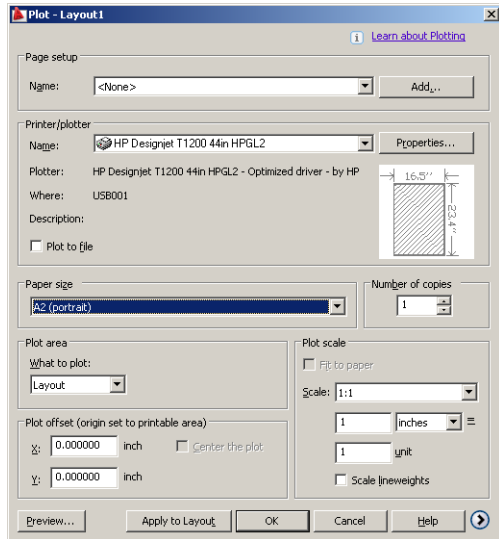 Plot - Layout1
Learn about Plotting
Page setup
Name: <None> Add...
Printer/plotter
Name: HP Designjet T1200 44in HPGL2 Properties...
Plotter: HP Designjet T1200 44in HPGL2 - Optimized driver - by HP
Where: USB001
Description:
Plot to file
16.5''
23.4''
Paper size
A2 (portrait)
Number of copies
1
Plot area
What to plot:
Layout
Plot offset (origin set to printable area)
X: 0.000000 inch Center the plot
Y: 0.000000 inch
Plot scale
Fit to paper
Scale: 1:1
1 inches =
1 unit
Scale lineweights
Preview... Apply to Layout OK Cancel Help